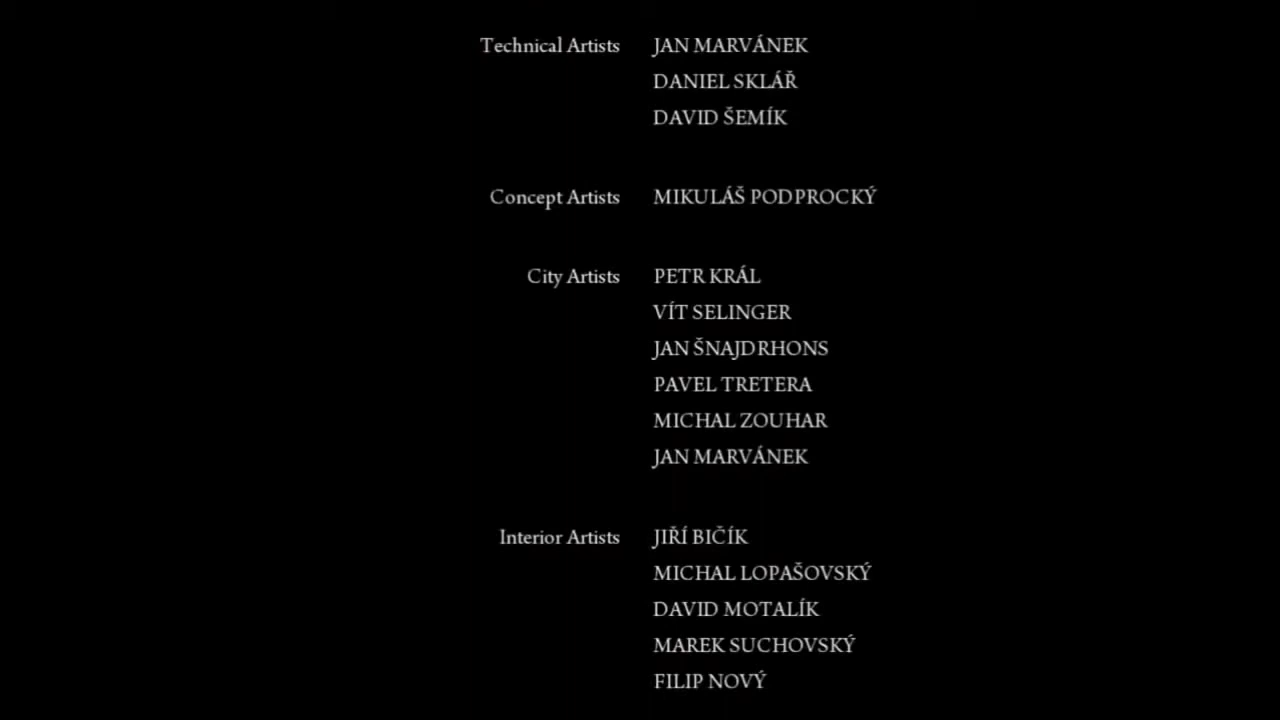 Technical Artists JAN MARVÁNEK
DANIEL SKLÁŘ
DAVID ŠEMÍK
Concept Artists MIKULÁŠ PODPROCKÝ
City Artists PETR KRÁL
VÍT SELINGER
JAN ŠNAJDRHONS
PAVEL TRETERA
MICHAL ZOUHAR
JAN MARVÁNEK
Interior Artists JIŘÍ BIČÍK
MICHAL LOPAŠOVSKÝ
DAVID MOTALÍK
MAREK SUCHOVSKÝ
FILIP NOVÝ